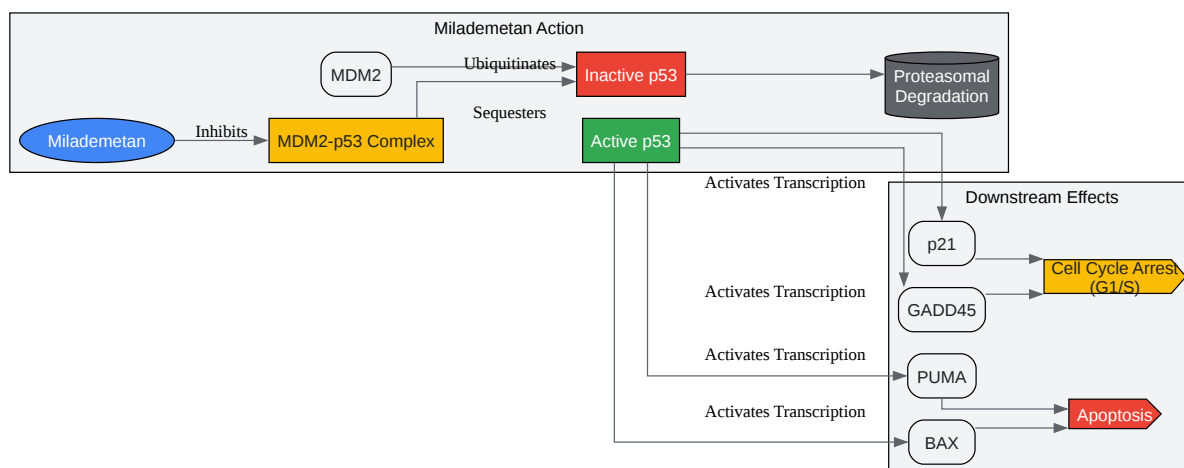 Milademetan Action
MDM2
Ubiquitinates
Inactive p53
Proteasomal
Degradation
Sequesters
Milademetan
Inhibits
MDM2-p53 Complex
Active p53
Activates Transcription
Downstream Effects
p21
Cell Cycle Arrest
(G1/S)
Activates Transcription
GADD45
Activates Transcription
PUMA
Activates Transcription
Apoptosis
BAX